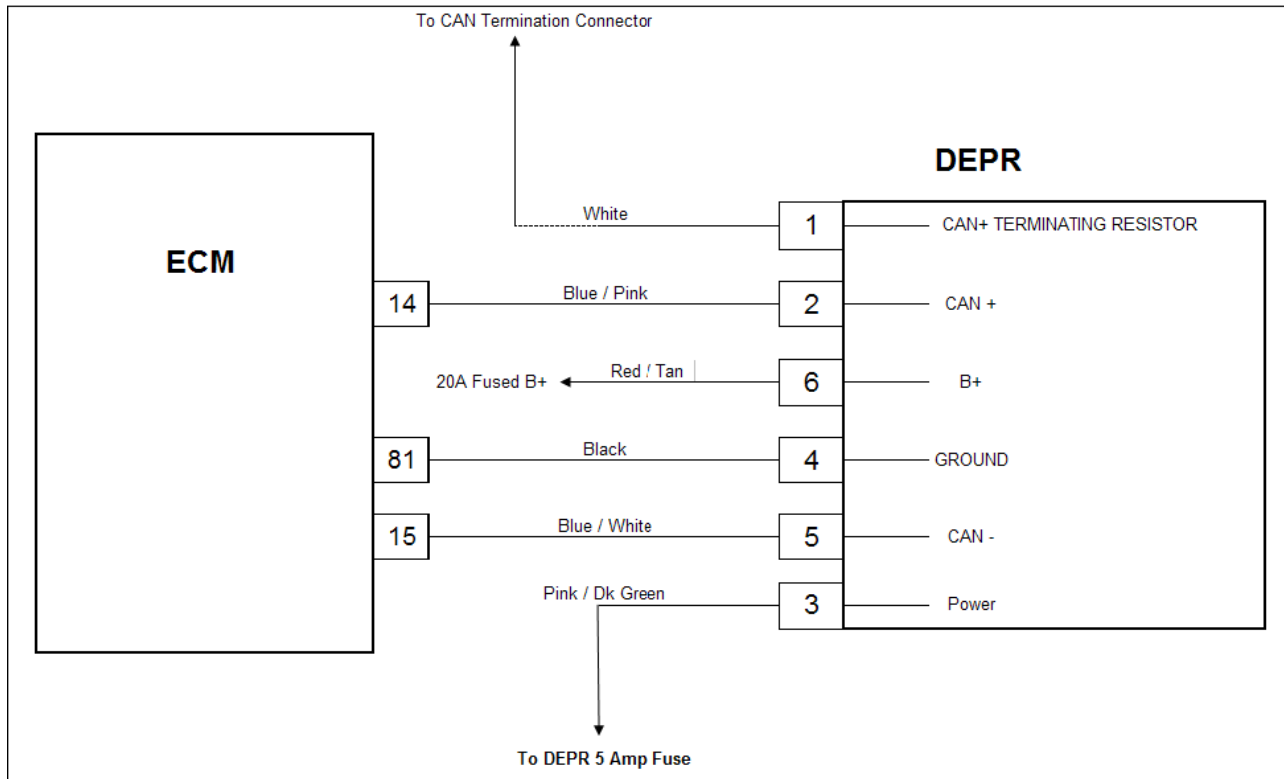 To CAN Termination Connector
DEPR
White
1
CAN+ TERMINATING RESISTOR
ECM
14
Blue / Pink
2
CAN +
20A Fused B+
Red / Tan
6
B+
81
Black
4
GROUND
15
Blue / White
5
CAN -
Pink / Dk Green
3
Power
To DEPR 5 Amp Fuse